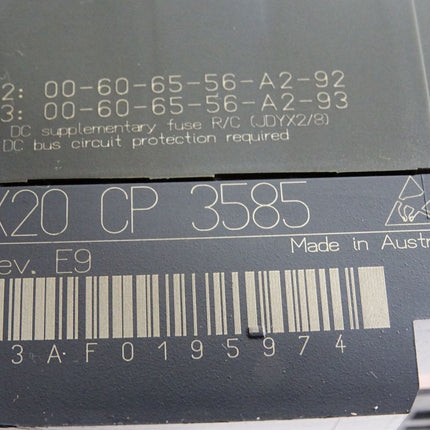 2: 00-60-65-56-A2-92
3: 00-60-65-56-A2-93
DC supplementary fuse R/C (JDYX2/8)
DC bus circuit protection required
X20 CP 3585
ev. E9
Made in Austr
3AF0195974